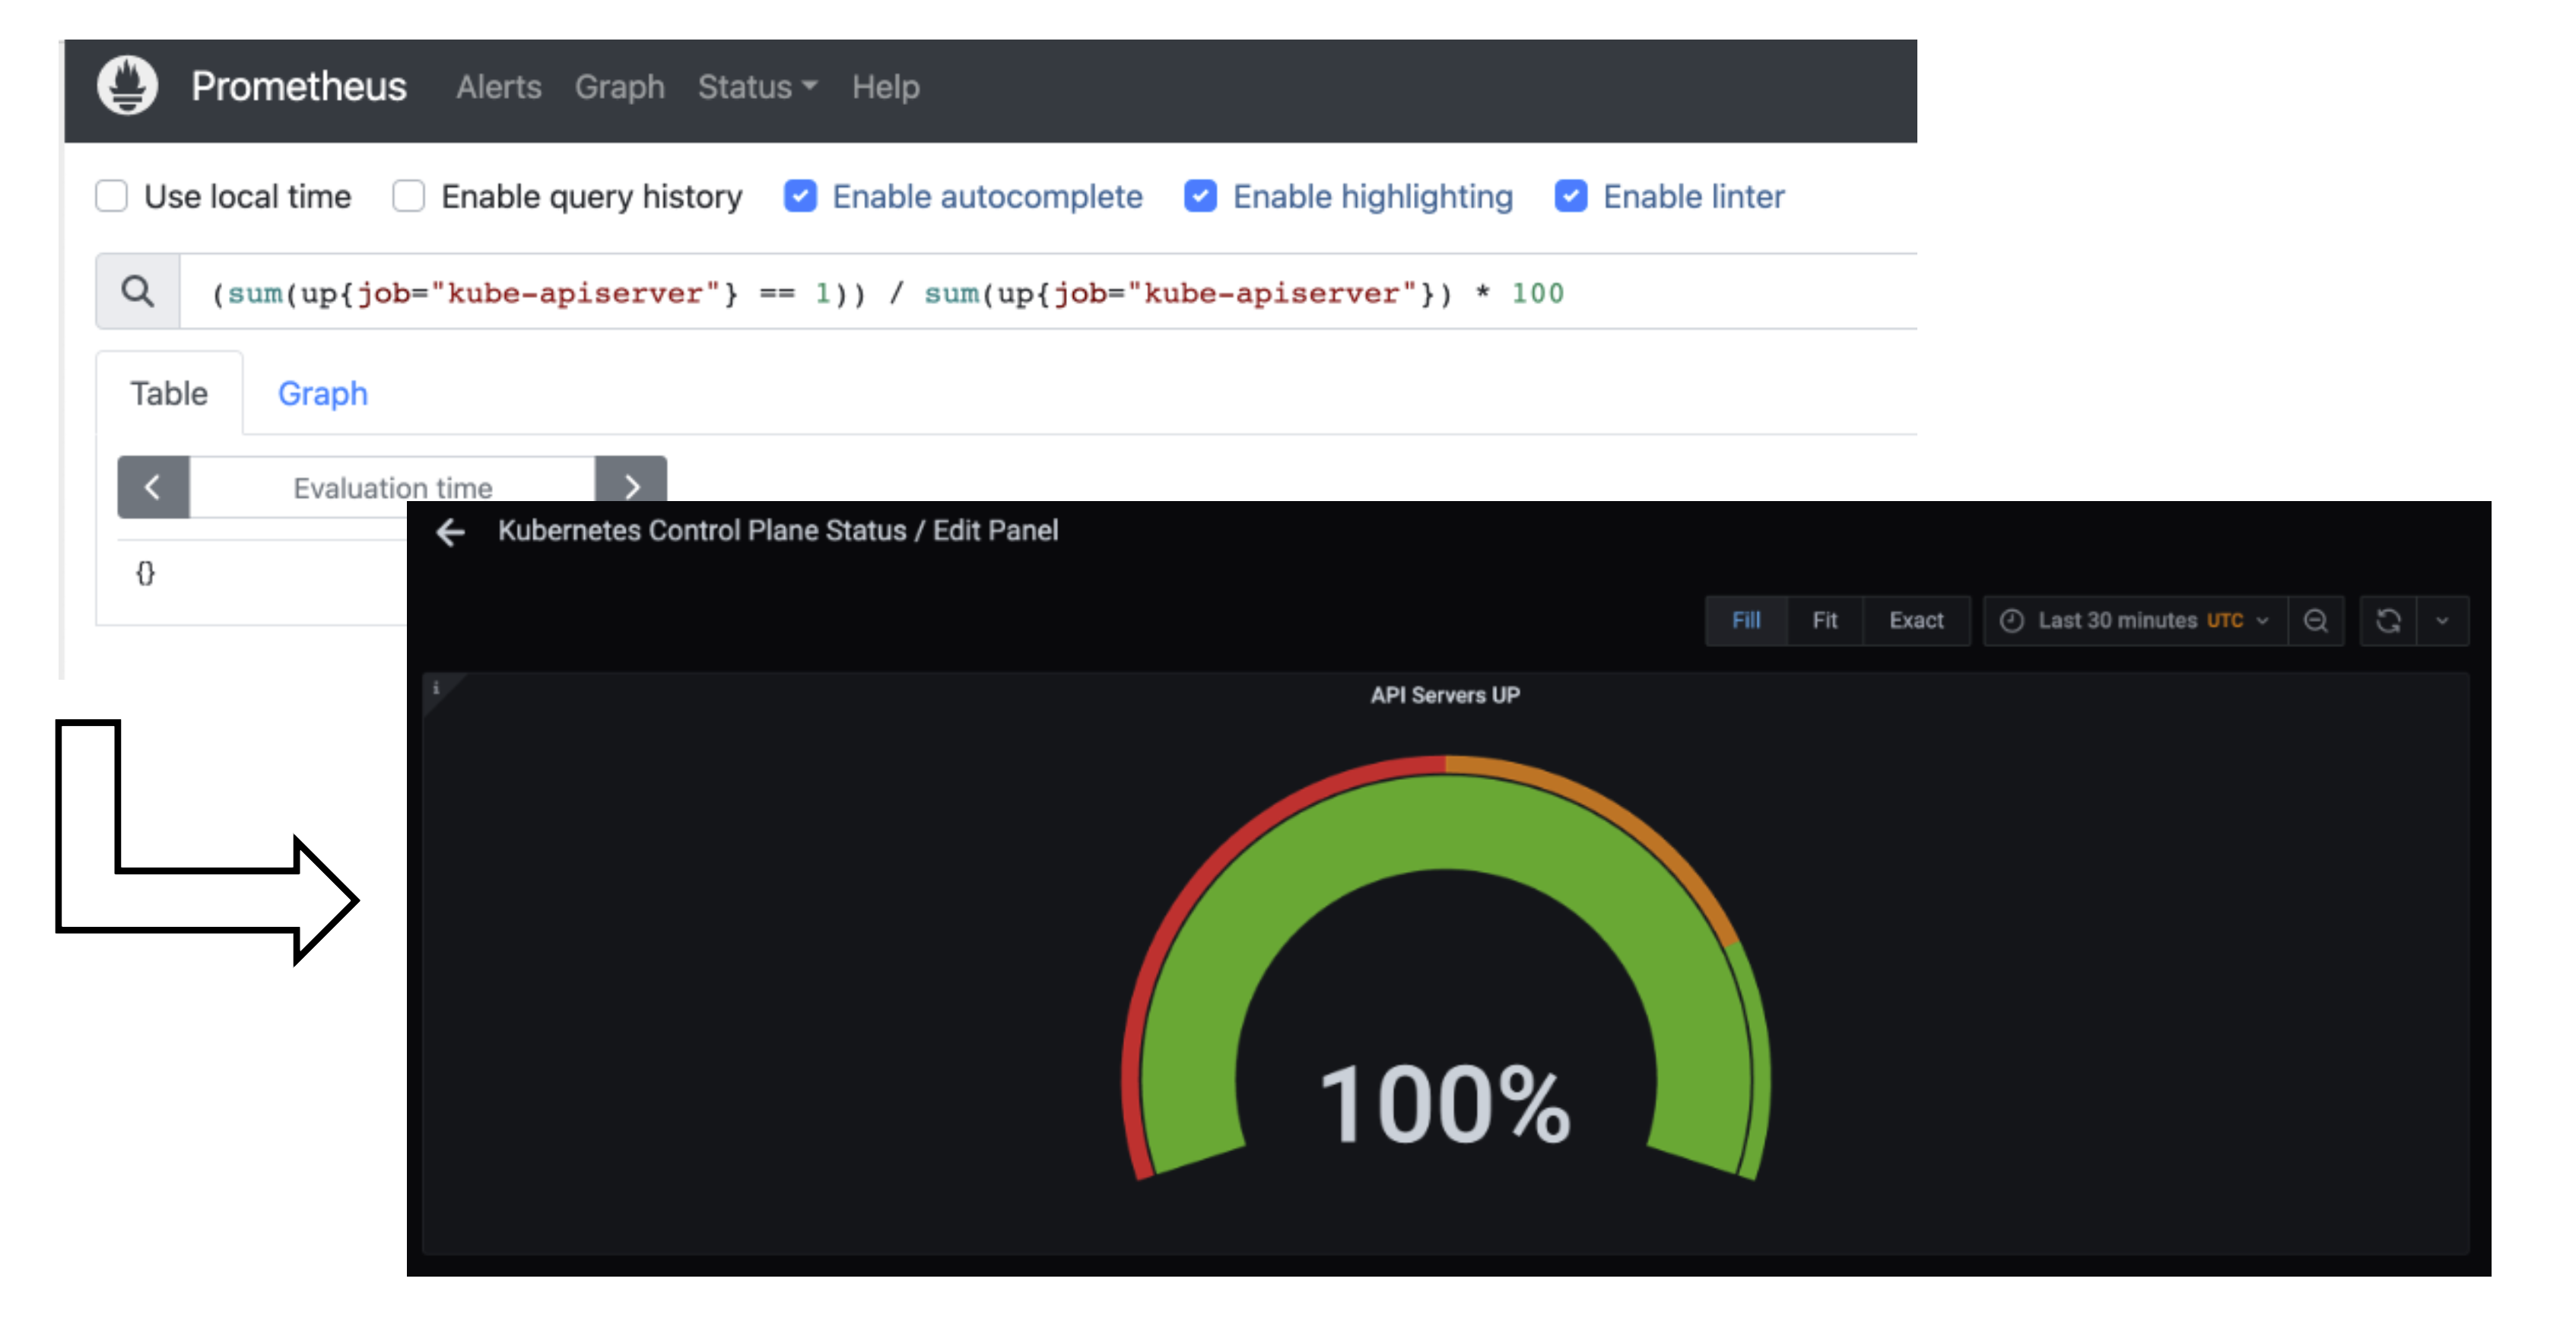 Prometheus Alerts Graph Status Help
Use local time Enable query history Enable autocomplete Enable highlighting Enable linter
(sum(up{job="kube-apiserver"} == 1)) / sum(up{job="kube-apiserver"}) * 100
Table Graph
Evaluation time
{}
Kubernetes Control Plane Status / Edit Panel
Fill Fit Exact Last 30 minutes UTC
i
API Servers UP
100%